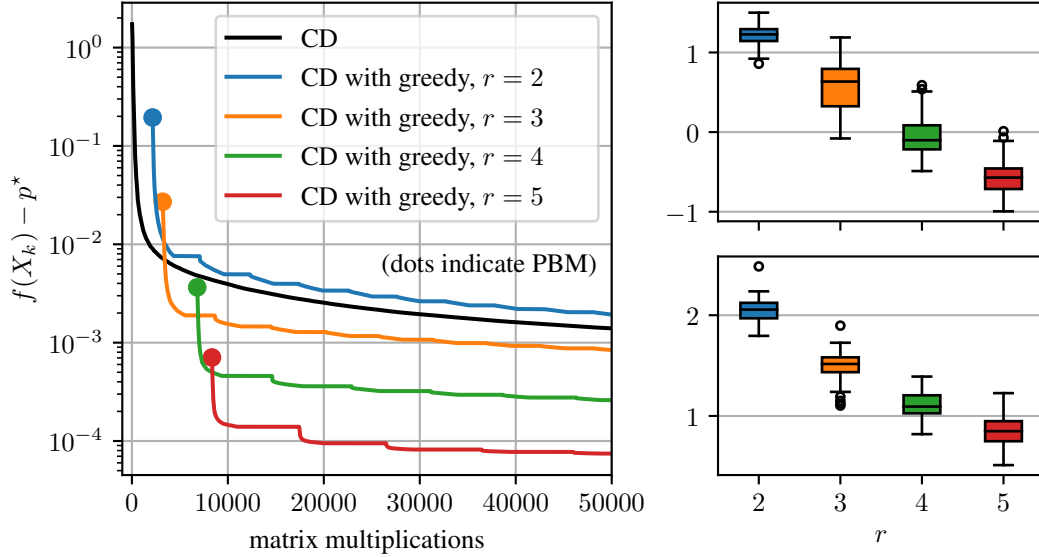 10^0
10^{-1}
10^{-2}
10^{-3}
10^{-4}
f(X_k) − p^⋆
CD
CD with greedy, r = 2
CD with greedy, r = 3
CD with greedy, r = 4
CD with greedy, r = 5
(dots indicate PBM)
0 10000 20000 30000 40000 50000
matrix multiplications
1
0
−1
2
1
2 3 4 5
r